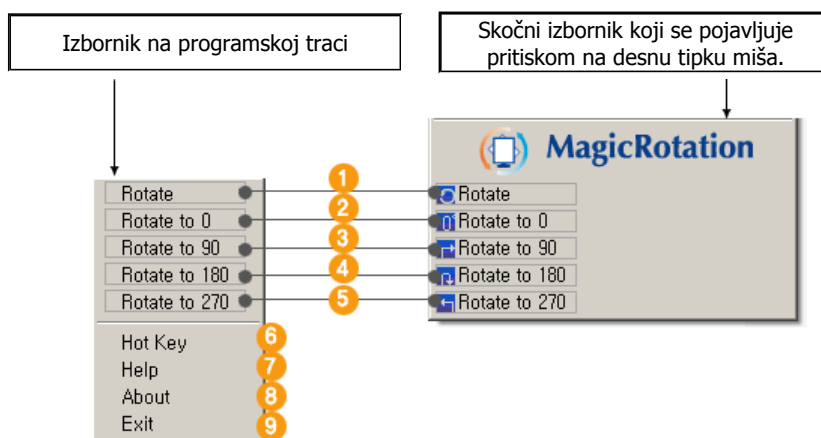 Izbornik na programskoj traci
Skočni izbornik koji se pojavljuje
pritiskom na desnu tipku miša.
MagicRotation
Rotate
1
Rotate
Rotate to 0
2
Rotate to 0
Rotate to 90
3
Rotate to 90
Rotate to 180
4
Rotate to 180
Rotate to 270
5
Rotate to 270
Hot Key
6
Help
7
About
8
Exit
9